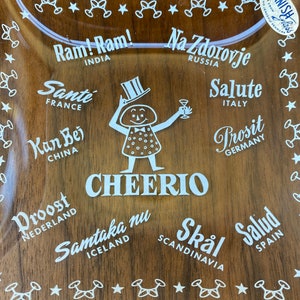 Ram! Ram!
INDIA
Na Zdorovje
RUSSIA
Santé
FRANCE
Salute
ITALY
Kan Bei
CHINA
Prosit
GERMANY
CHEERIO
Proost
NEDERLAND
Samtaka nu
ICELAND
Skål
SCANDINAVIA
Salud
SPAIN